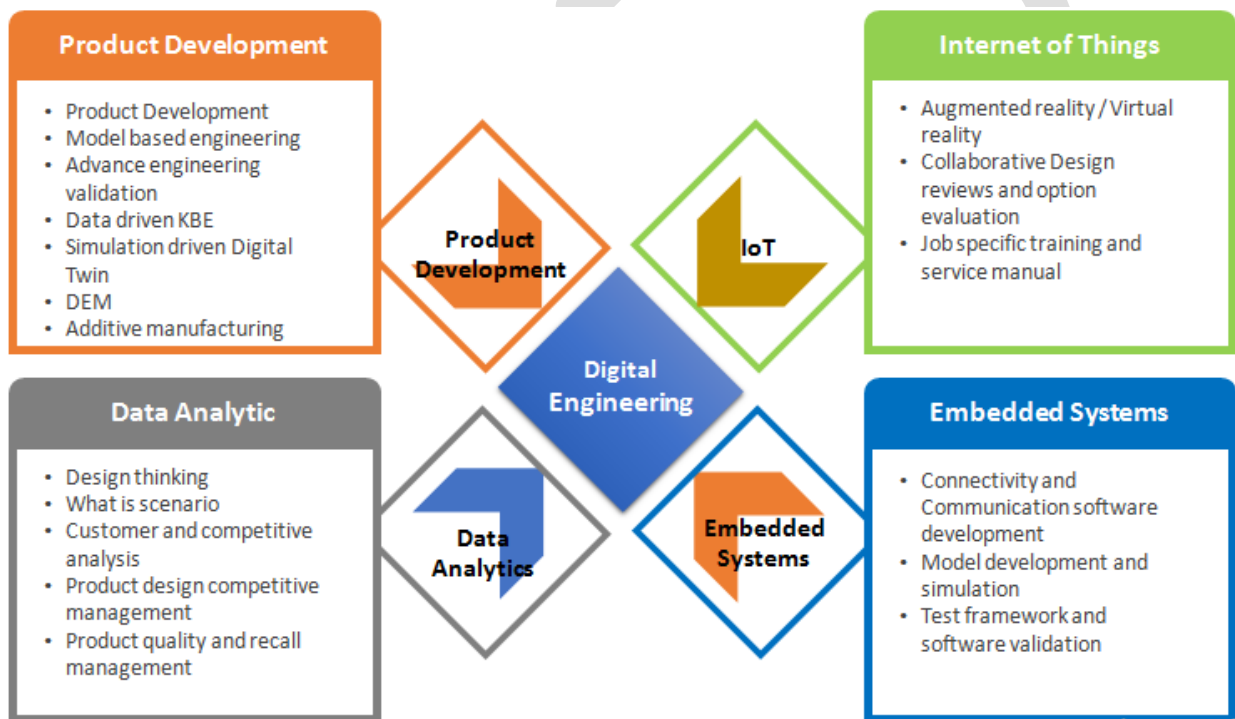 Product Development
• Product Development
• Model based engineering
• Advance engineering
validation
• Data driven KBE
• Simulation driven Digital
Twin
• DEM
• Additive manufacturing
Internet of Things
• Augmented reality / Virtual
reality
• Collaborative Design
reviews and option
evaluation
• Job specific training and
service manual
Product
Development
IoT
Digital
Engineering
Data
Analytics
Embedded
Systems
Data Analytic
• Design thinking
• What is scenario
• Customer and competitive
analysis
• Product design competitive
management
• Product quality and recall
management
Embedded Systems
• Connectivity and
Communication software
development
• Model development and
simulation
• Test framework and
software validation